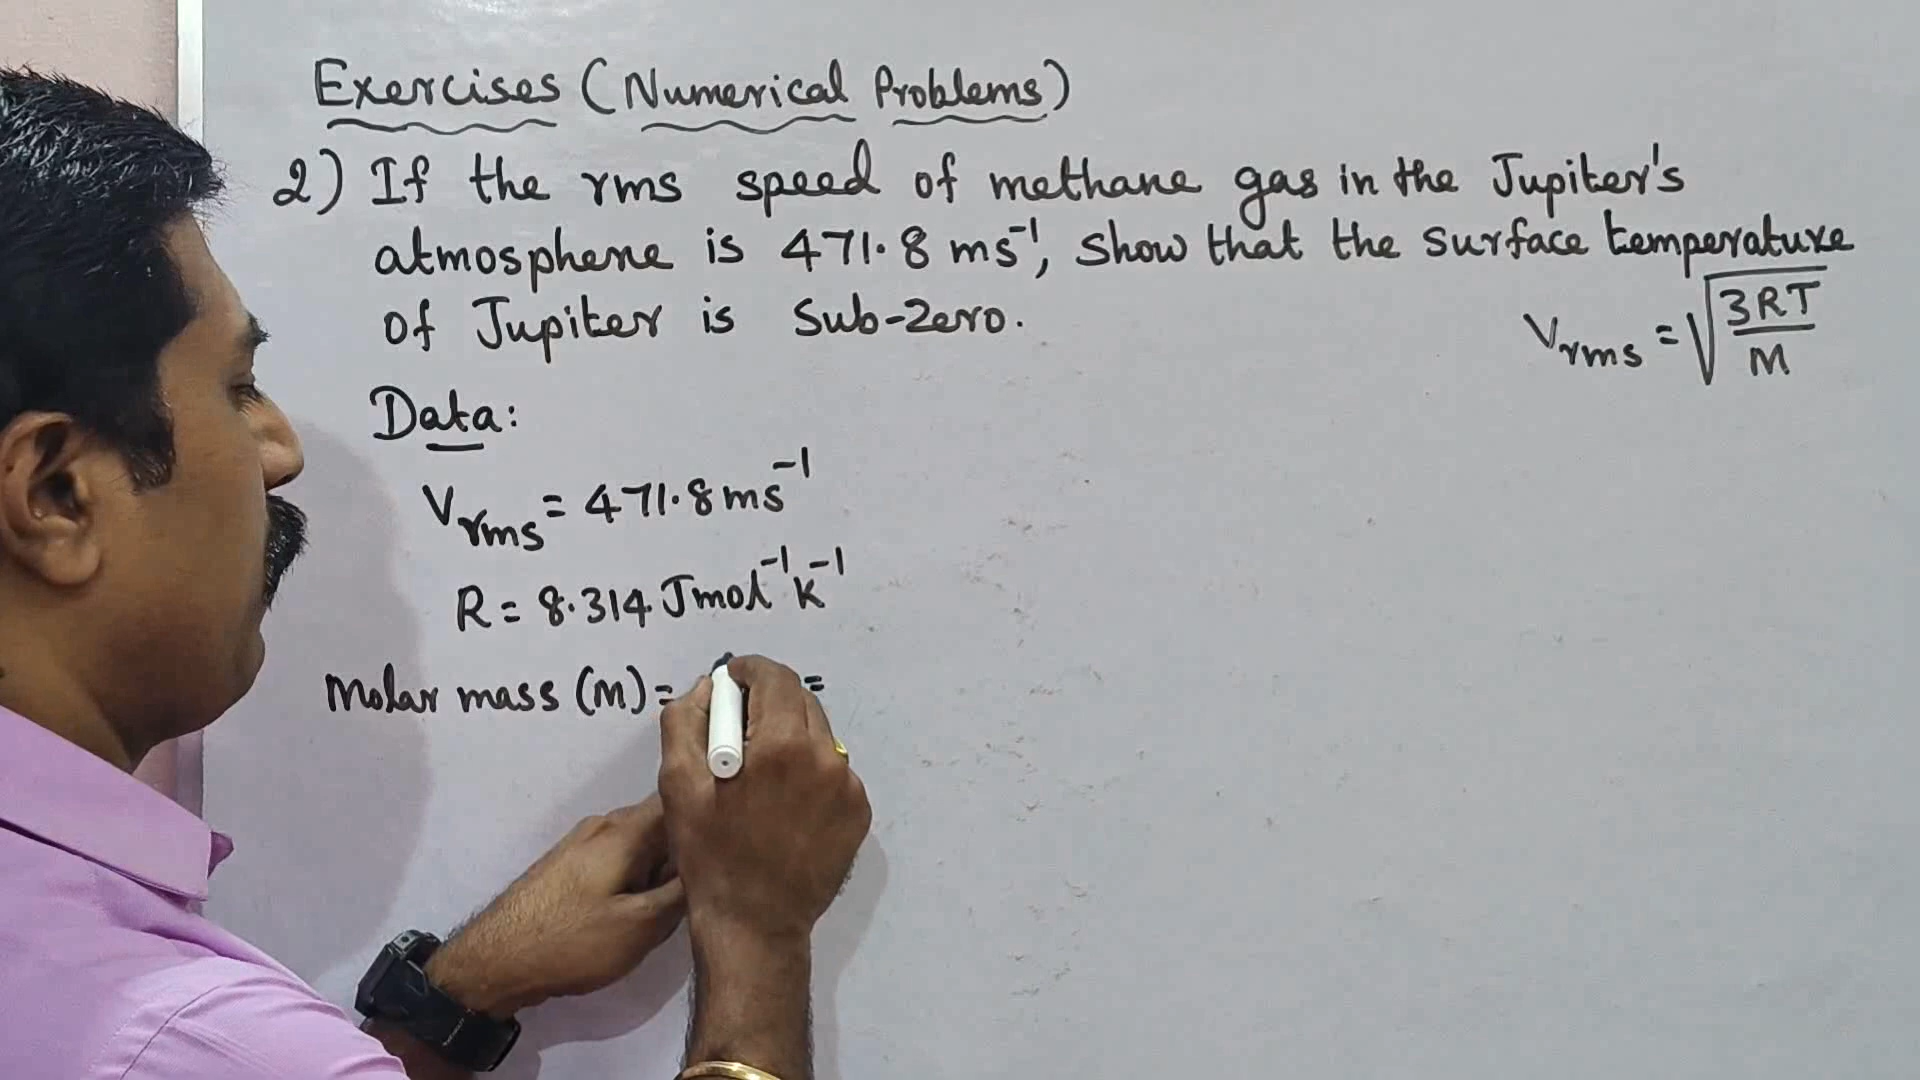 Exercises (Numerical Problems)
2) If the rms speed of methane gas in the Jupiter's
atmosphere is 471.8 ms⁻¹, show that the surface temperature
of Jupiter is Sub-Zero.
Vrms = √3RT/M
Data:
Vrms = 471.8 ms⁻¹
R = 8.314 Jmol⁻¹K⁻¹
Molar mass (M) = =